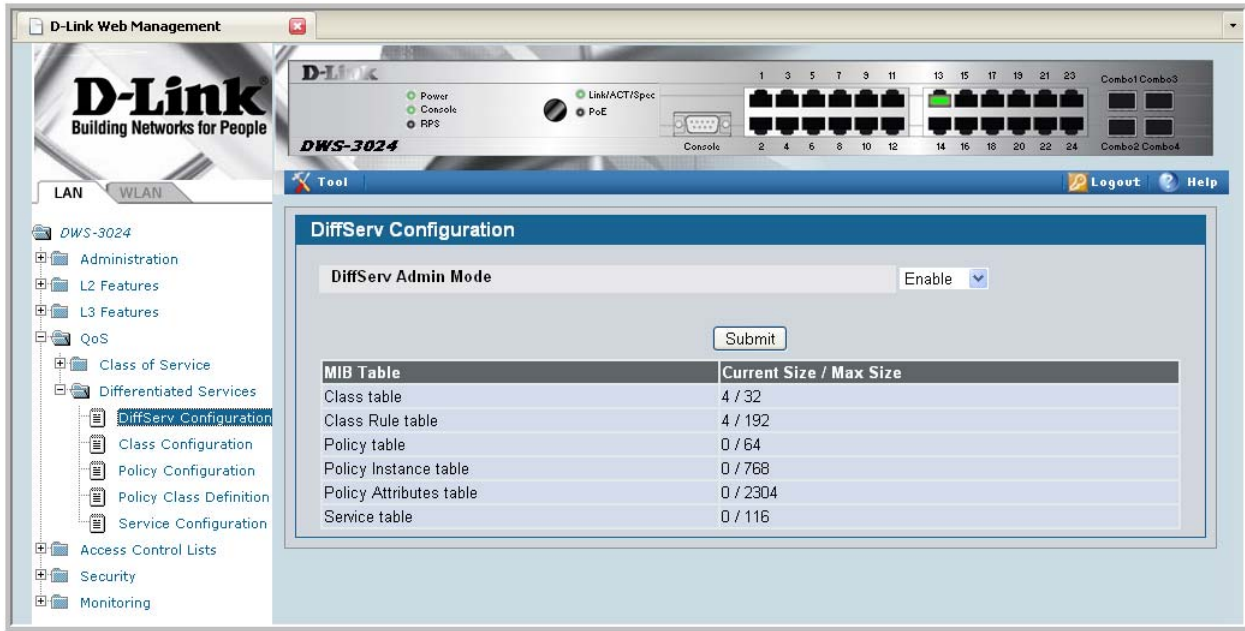 D-Link Web Management
D-Link
Building Networks for People
D-Link
Power
Console
RPS
Link/ACT/Spec
PoE
DWS-3024
Console
1 3 5 7 9 11 13 15 17 19 21 23
2 4 6 8 10 12 14 16 18 20 22 24
Combo1 Combo3
Combo2 Combo4
LAN WLAN
Tool
Logout
Help
DWS-3024
Administration
L2 Features
L3 Features
QoS
Class of Service
Differentiated Services
DiffServ Configuration
Class Configuration
Policy Configuration
Policy Class Definition
Service Configuration
Access Control Lists
Security
Monitoring
DiffServ Configuration
DiffServ Admin Mode Enable
Submit
MIB Table Current Size / Max Size
Class table 4 / 32
Class Rule table 4 / 192
Policy table 0 / 64
Policy Instance table 0 / 768
Policy Attributes table 0 / 2304
Service table 0 / 116